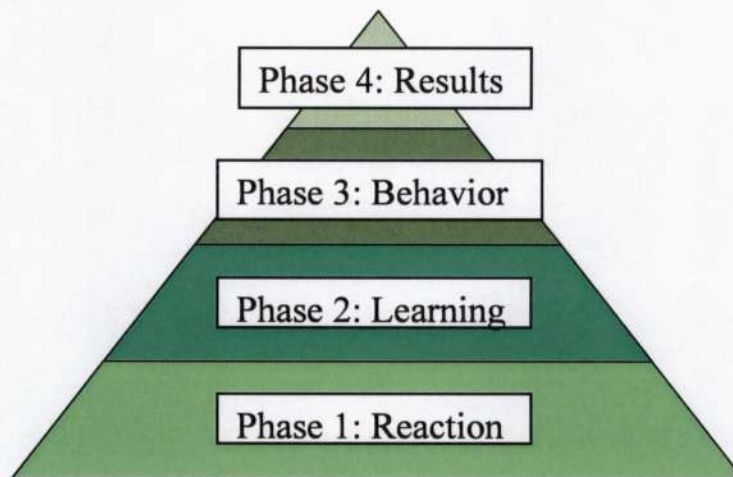 Phase 4: Results
Phase 3: Behavior
Phase 2: Learning
Phase 1: Reaction